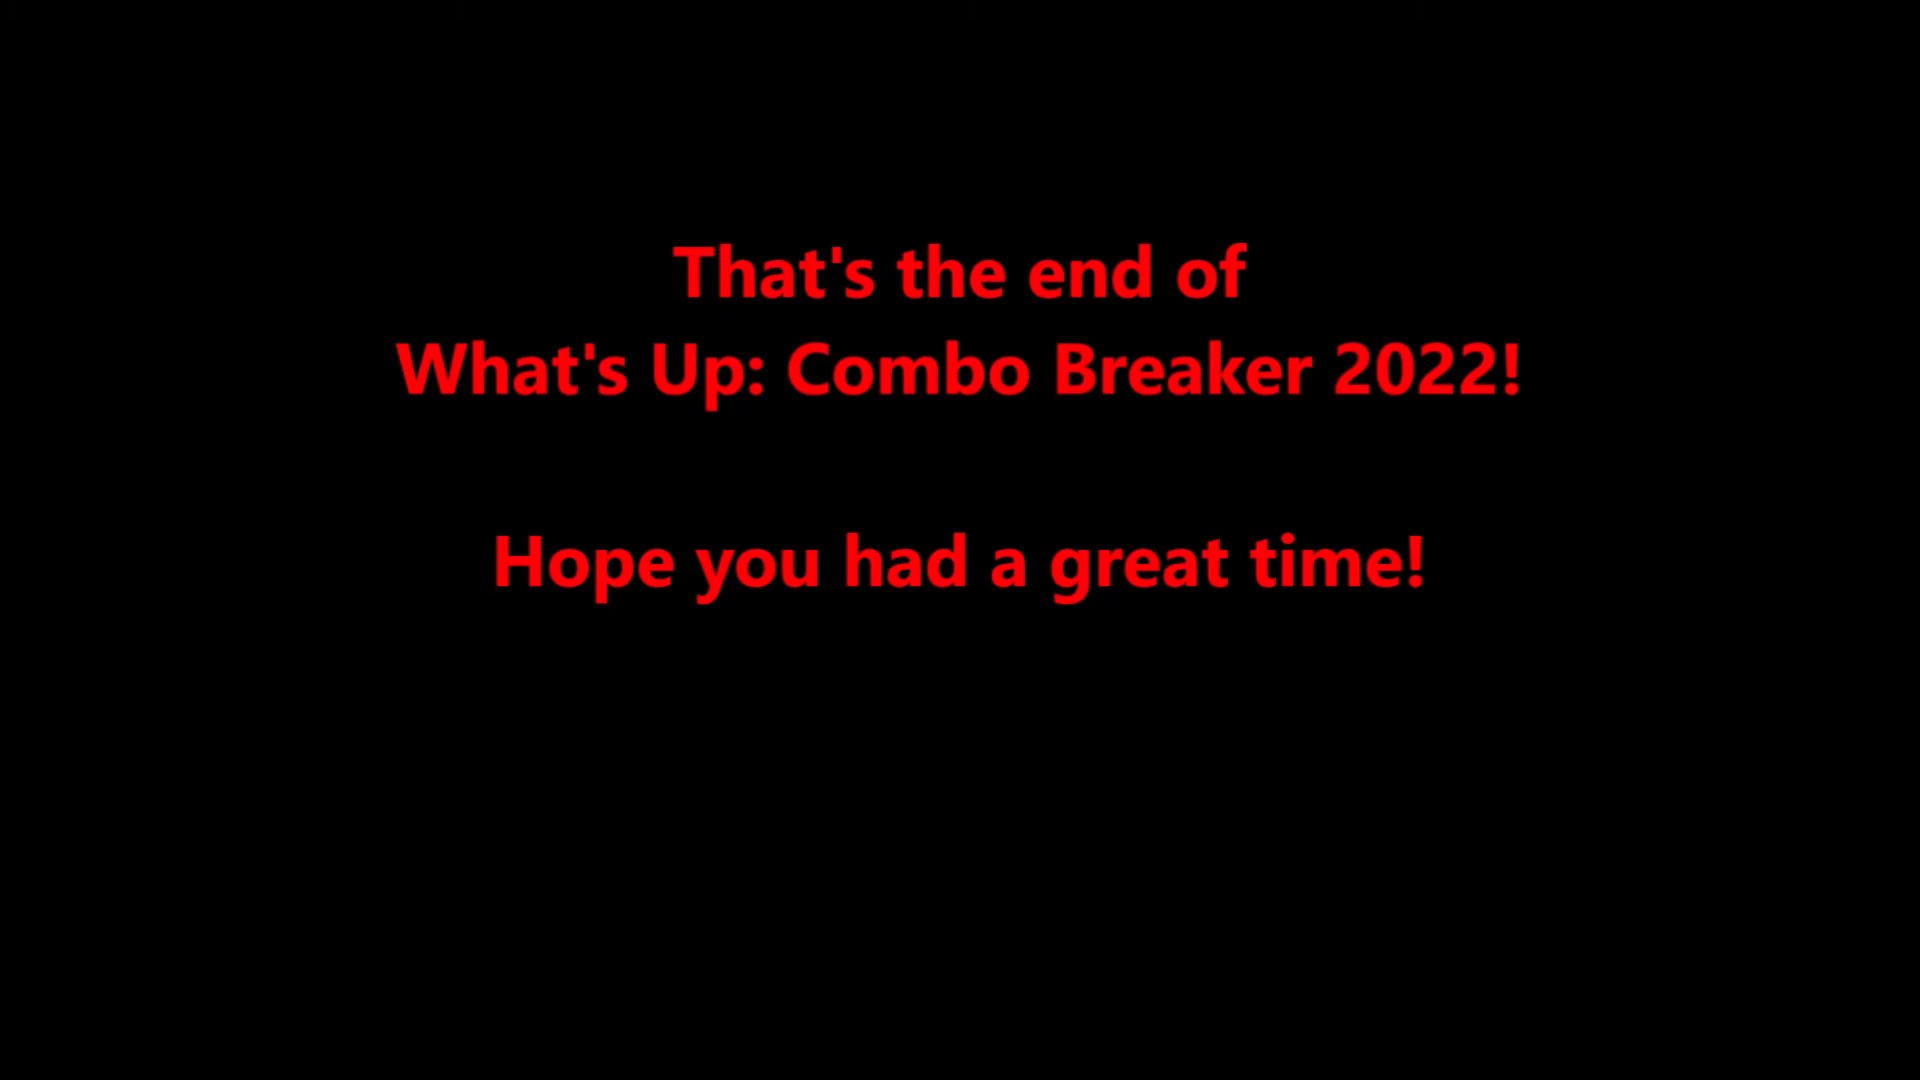 That's the end of
What's Up: Combo Breaker 2022!
Hope you had a great time!